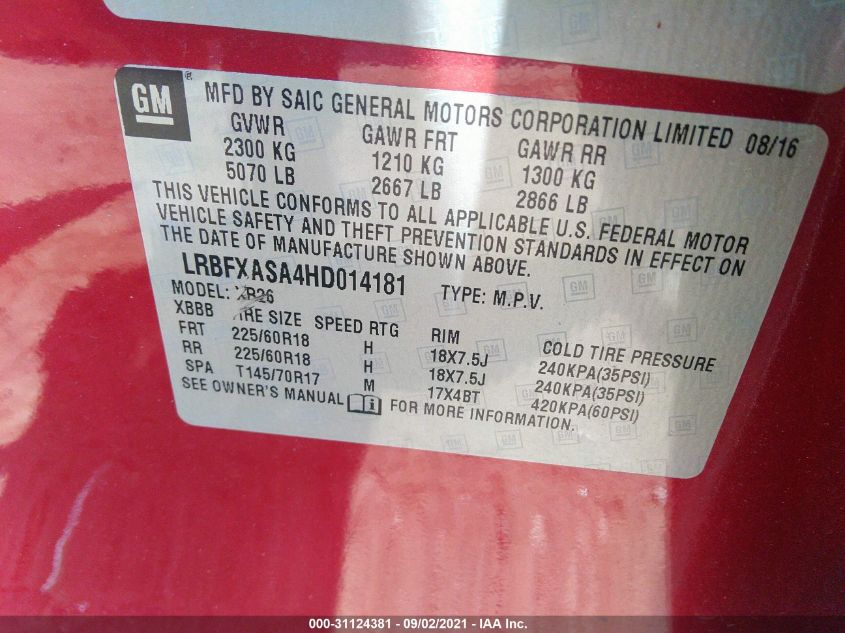 GM ®
MFD BY SAIC GENERAL MOTORS CORPORATION LIMITED 08/16
GVWR GAWR FRT GAWR RR
2300 KG 1210 KG 1300 KG
5070 LB 2667 LB 2866 LB
THIS VEHICLE CONFORMS TO ALL APPLICABLE U.S. FEDERAL MOTOR
VEHICLE SAFETY AND THEFT PREVENTION STANDARDS IN EFFECT ON
THE DATE OF MANUFACTURE SHOWN ABOVE.
LRBFXASA4HD014181 TYPE: M.P.V.
MODEL: XR26
XBBB IRE SIZE SPEED RTG RIM COLD TIRE PRESSURE
FRT 225/60R18 H 18X7.5J 240KPA(35PSI)
RR 225/60R18 H 18X7.5J 240KPA(35PSI)
SPA T145/70R17 M 17X4BT 420KPA(60PSI)
SEE OWNER'S MANUAL FOR MORE INFORMATION.
000-31124381 - 09/02/2021 - IAA Inc.